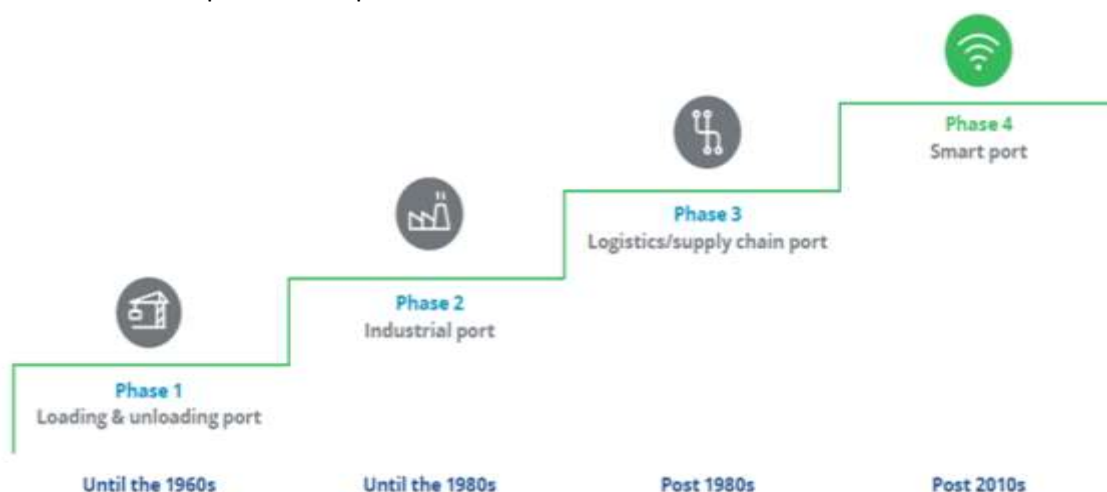 Phase 4
Smart port
Phase 3
Logistics/supply chain port
Phase 2
Industrial port
Phase 1
Loading & unloading port
Until the 1960s
Until the 1980s
Post 1980s
Post 2010s